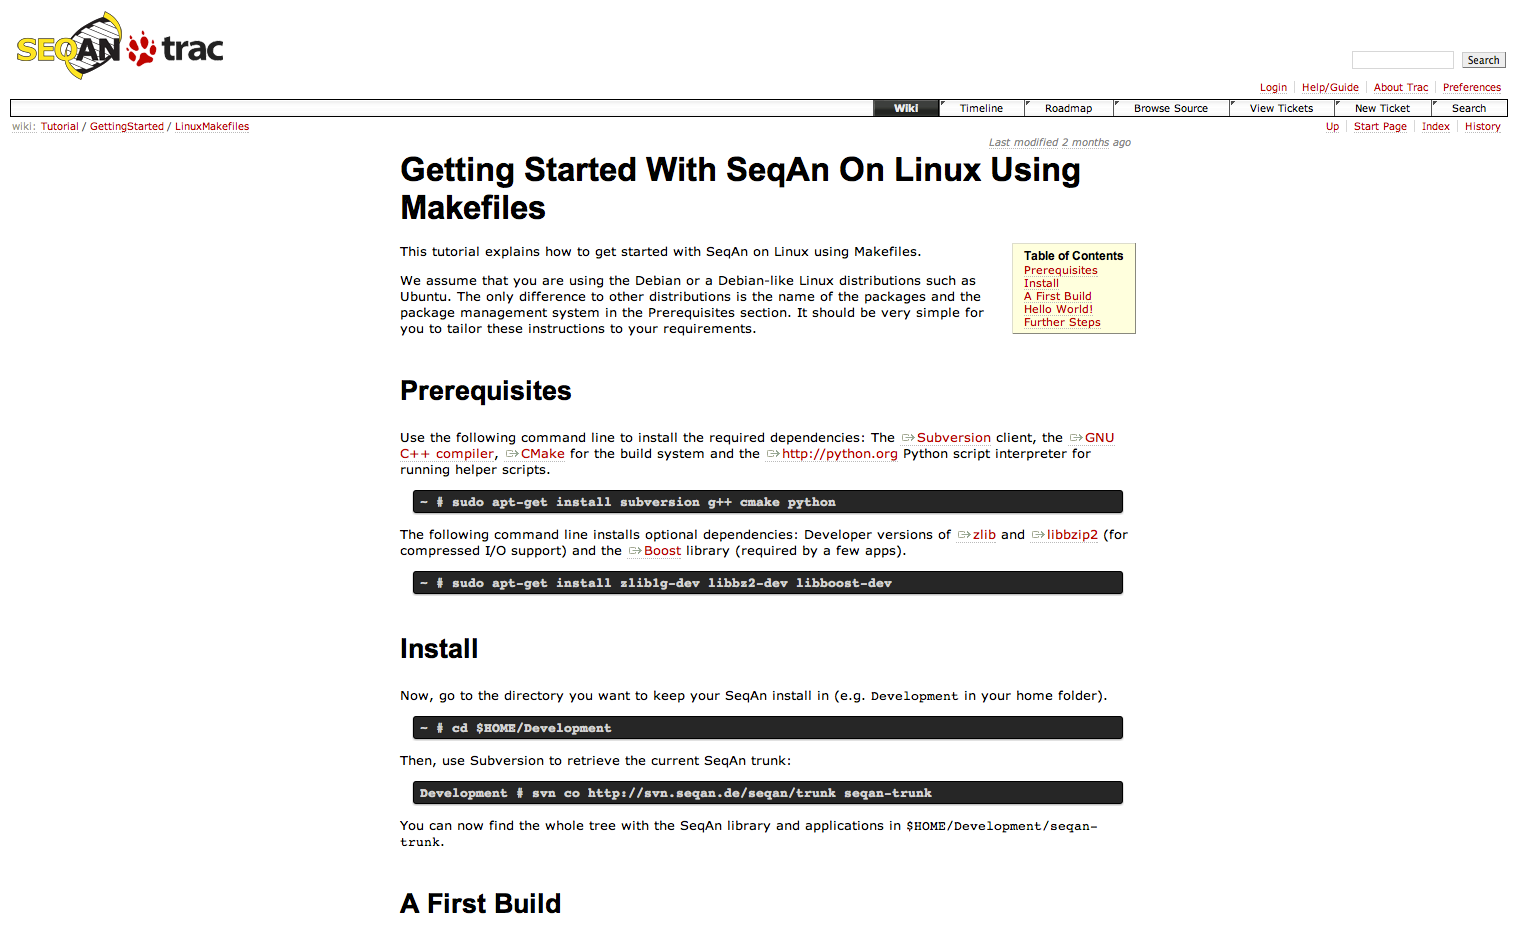 SEQAN trac
Search
Login Help/Guide About Trac Preferences
Wiki Timeline Roadmap Browse Source View Tickets New Ticket Search
wiki: Tutorial / GettingStarted / LinuxMakefiles
Up Start Page Index History
Last modified 2 months ago
Getting Started With SeqAn On Linux Using
Makefiles
This tutorial explains how to get started with SeqAn on Linux using Makefiles.
We assume that you are using the Debian or a Debian-like Linux distributions such as
Ubuntu. The only difference to other distributions is the name of the packages and the
package management system in the Prerequisites section. It should be very simple for
you to tailor these instructions to your requirements.
Table of Contents
Prerequisites
Install
A First Build
Hello World!
Further Steps
Prerequisites
Use the following command line to install the required dependencies: The Subversion client, the GNU
C++ compiler, CMake for the build system and the http://python.org Python script interpreter for
running helper scripts.
~ # sudo apt-get install subversion g++ cmake python
The following command line installs optional dependencies: Developer versions of zlib and libbzip2 (for
compressed I/O support) and the Boost library (required by a few apps).
~ # sudo apt-get install zlib1g-dev libbz2-dev libboost-dev
Install
Now, go to the directory you want to keep your SeqAn install in (e.g. Development in your home folder).
~ # cd $HOME/Development
Then, use Subversion to retrieve the current SeqAn trunk:
Development # svn co http://svn.seqan.de/seqan/trunk seqan-trunk
You can now find the whole tree with the SeqAn library and applications in $HOME/Development/seqan-
trunk.
A First Build